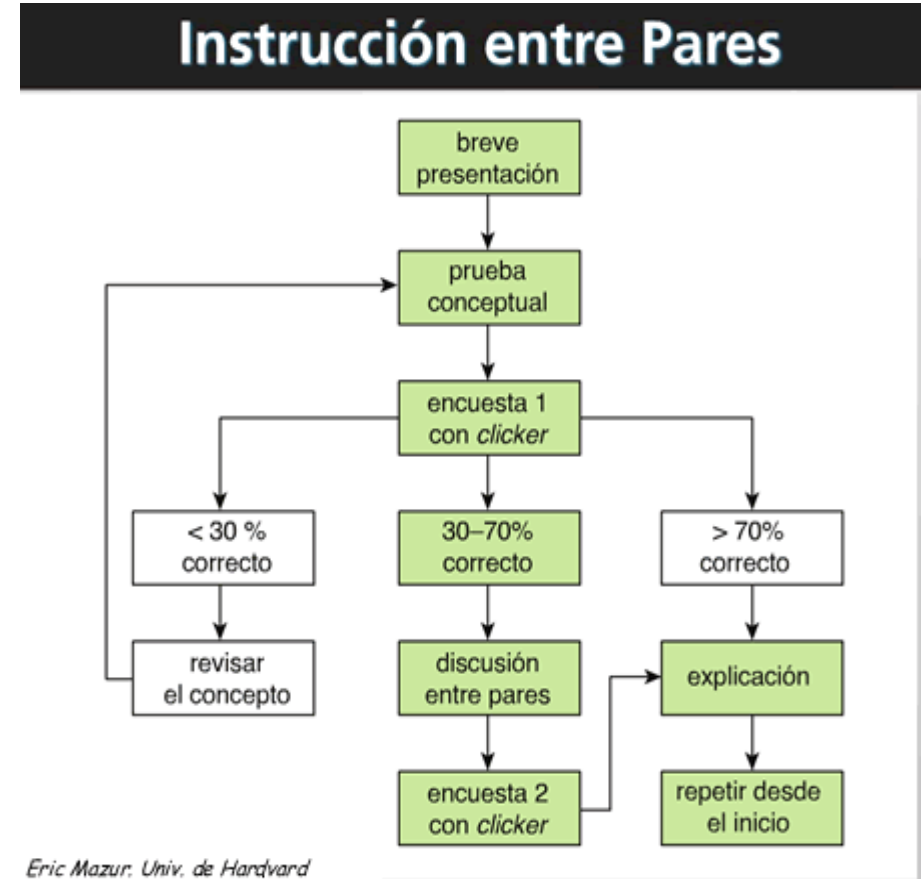 Instrucción entre Pares
breve
presentación
prueba
conceptual
encuesta 1
con clicker
< 30 %
correcto
30–70%
correcto
> 70%
correcto
revisar
el concepto
discusión
entre pares
explicación
encuesta 2
con clicker
repetir desde
el inicio
Eric Mazur. Univ. de Hardvard